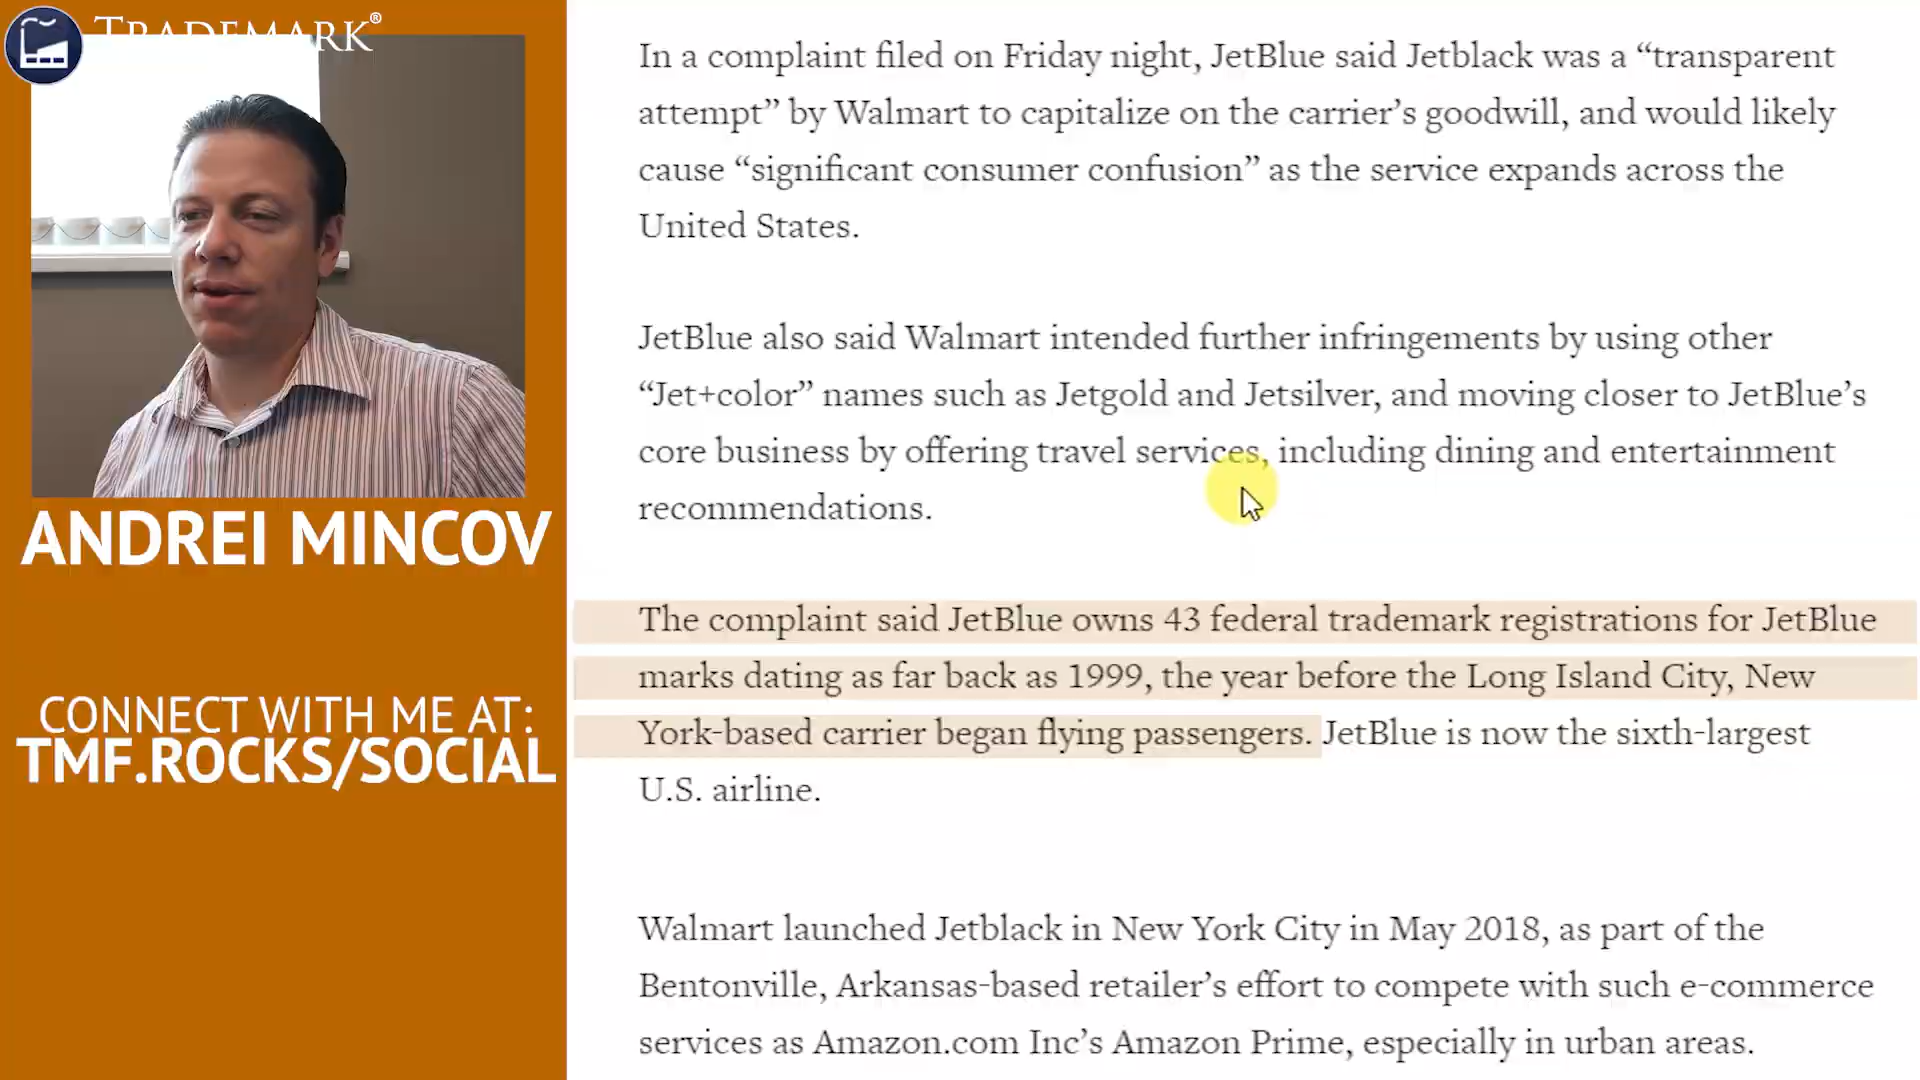 TRADEMARK®
ANDREI MINCOV
CONNECT WITH ME AT:
TMF.ROCKS/SOCIAL
In a complaint filed on Friday night, JetBlue said Jetblack was a “transparent
attempt” by Walmart to capitalize on the carrier’s goodwill, and would likely
cause “significant consumer confusion” as the service expands across the
United States.
JetBlue also said Walmart intended further infringements by using other
“Jet+color” names such as Jetgold and Jetsilver, and moving closer to JetBlue’s
core business by offering travel services, including dining and entertainment
recommendations.
The complaint said JetBlue owns 43 federal trademark registrations for JetBlue
marks dating as far back as 1999, the year before the Long Island City, New
York-based carrier began flying passengers. JetBlue is now the sixth-largest
U.S. airline.
Walmart launched Jetblack in New York City in May 2018, as part of the
Bentonville, Arkansas-based retailer’s effort to compete with such e-commerce
services as Amazon.com Inc’s Amazon Prime, especially in urban areas.